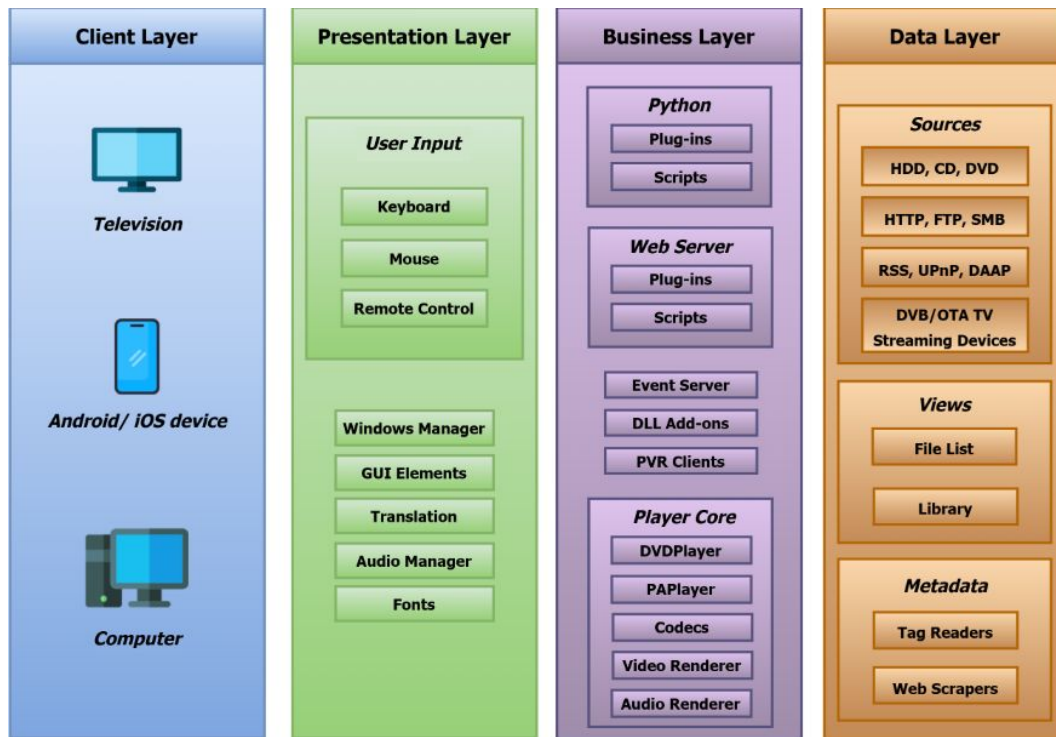 Client Layer
Television
Android/ iOS device
Computer
Presentation Layer
User Input
Keyboard
Mouse
Remote Control
Windows Manager
GUI Elements
Translation
Audio Manager
Fonts
Business Layer
Python
Plug-ins
Scripts
Web Server
Plug-ins
Scripts
Event Server
DLL Add-ons
PVR Clients
Player Core
DVDPlayer
PAPlayer
Codecs
Video Renderer
Audio Renderer
Data Layer
Sources
HDD, CD, DVD
HTTP, FTP, SMB
RSS, UPnP, DAAP
DVB/OTA TV
Streaming Devices
Views
File List
Library
Metadata
Tag Readers
Web Scrapers